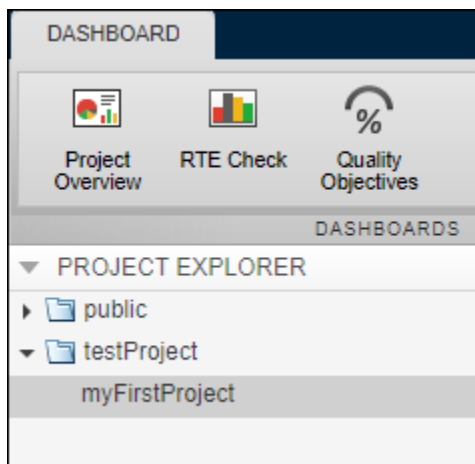 DASHBOARD
Project Overview
RTE Check
Quality Objectives
%
DASHBOARDS
PROJECT EXPLORER
public
testProject
myFirstProject